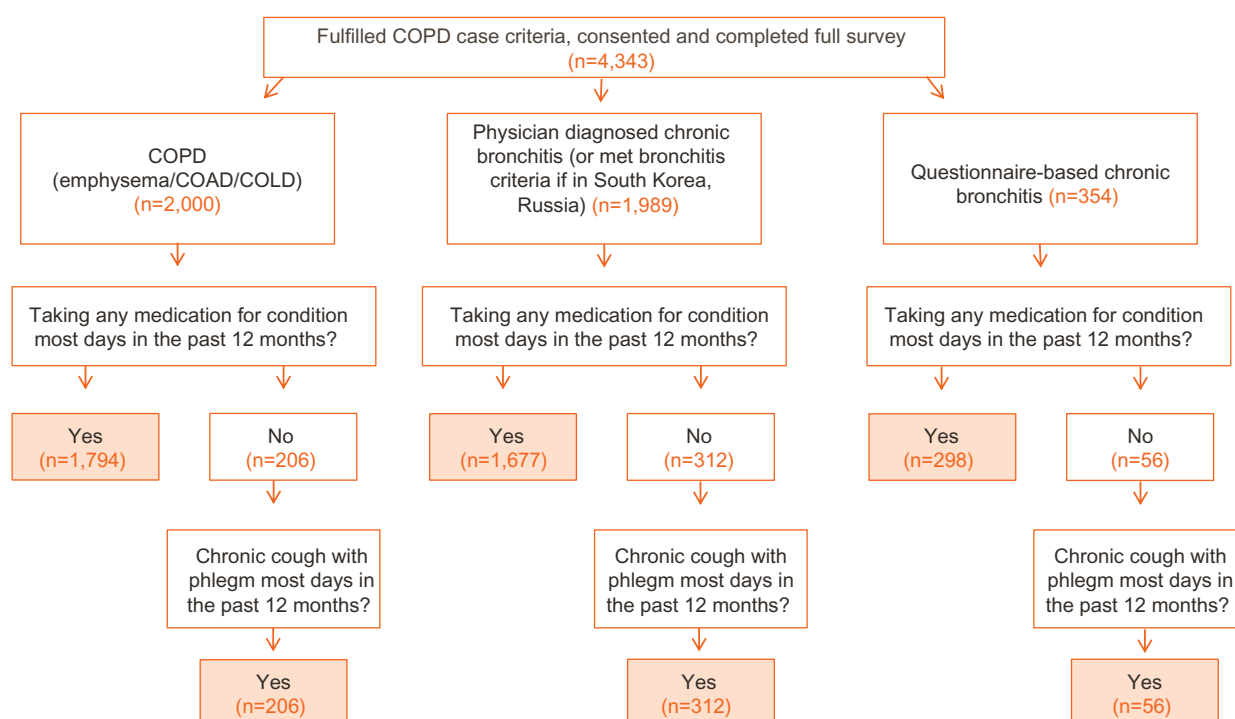 Fulfilled COPD case criteria, consented and completed full survey
(n=4,343)
COPD
(emphysema/COAD/COLD)
(n=2,000)
Physician diagnosed chronic
bronchitis (or met bronchitis
criteria if in South Korea,
Russia) (n=1,989)
Questionnaire-based chronic
bronchitis (n=354)
Taking any medication for condition
most days in the past 12 months?
Taking any medication for condition
most days in the past 12 months?
Taking any medication for condition
most days in the past 12 months?
Yes
(n=1,794)
No
(n=206)
Yes
(n=1,677)
No
(n=312)
Yes
(n=298)
No
(n=56)
Chronic cough with
phlegm most days in
the past 12 months?
Chronic cough with
phlegm most days in
the past 12 months?
Chronic cough with
phlegm most days in
the past 12 months?
Yes
(n=206)
Yes
(n=312)
Yes
(n=56)